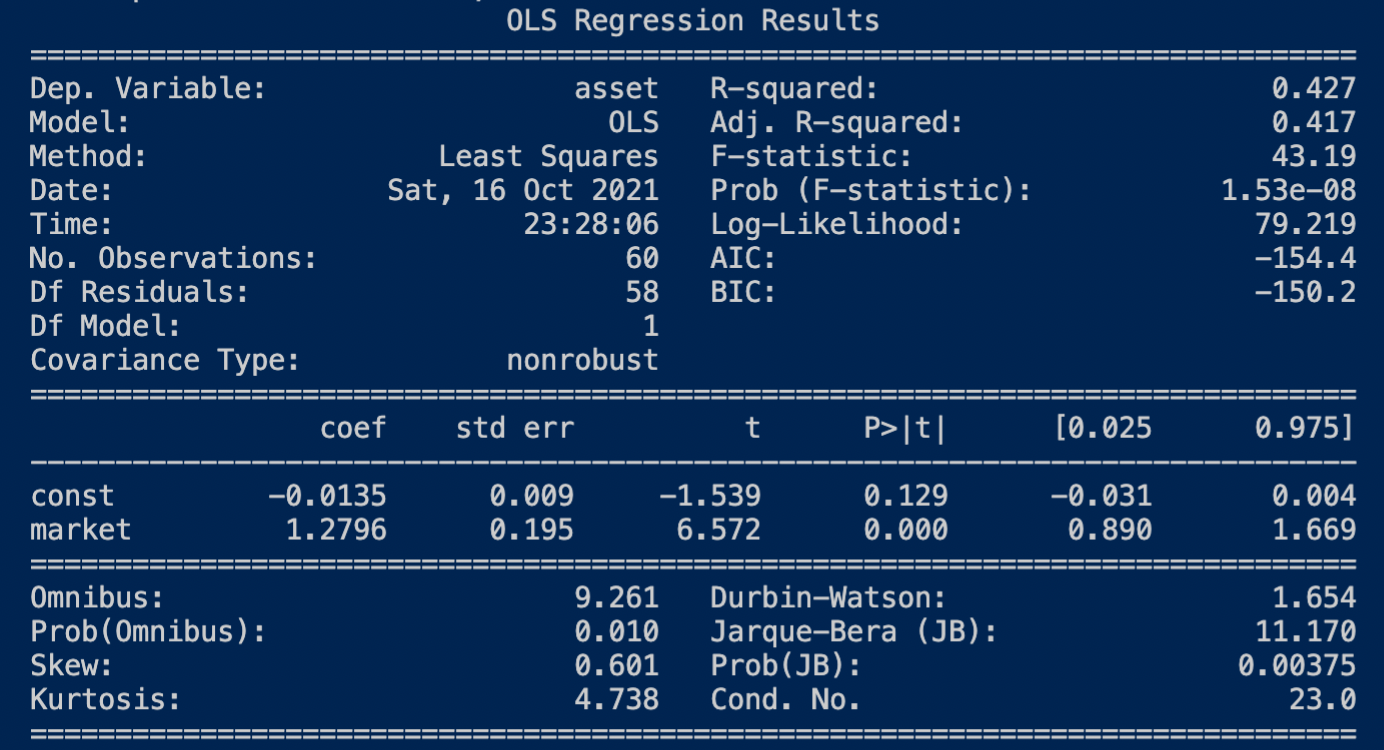 OLS Regression Results
==============================================================================
Dep. Variable: asset R-squared: 0.427
Model: OLS Adj. R-squared: 0.417
Method: Least Squares F-statistic: 43.19
Date: Sat, 16 Oct 2021 Prob (F-statistic): 1.53e-08
Time: 23:28:06 Log-Likelihood: 79.219
No. Observations: 60 AIC: -154.4
Df Residuals: 58 BIC: -150.2
Df Model: 1
Covariance Type: nonrobust
==============================================================================
coef std err t P>|t| [0.025 0.975]
------------------------------------------------------------------------------
const -0.0135 0.009 -1.539 0.129 -0.031 0.004
market 1.2796 0.195 6.572 0.000 0.890 1.669
==============================================================================
Omnibus: 9.261 Durbin-Watson: 1.654
Prob(Omnibus): 0.010 Jarque-Bera (JB): 11.170
Skew: 0.601 Prob(JB): 0.00375
Kurtosis: 4.738 Cond. No. 23.0
==============================================================================